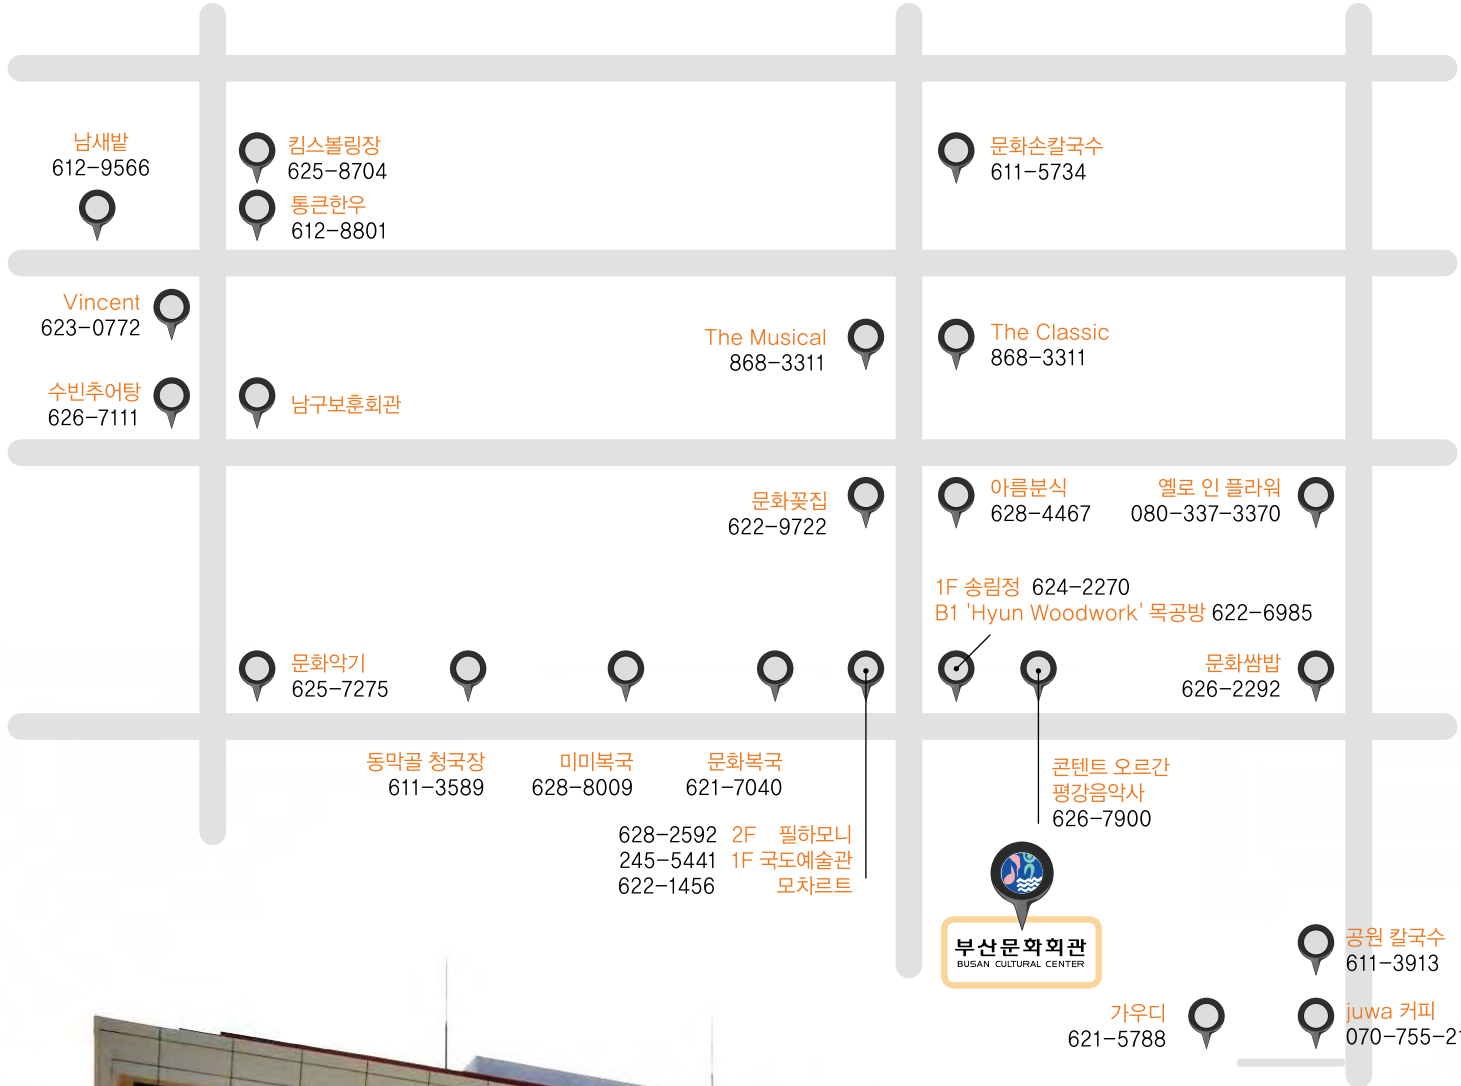 남새밭
612-9566
킴스볼링장
625-8704
통큰한우
612-8801
문화손칼국수
611-5734
Vincent
623-0772
The Musical
868-3311
The Classic
868-3311
수빈추어탕
626-7111
남구보훈회관
문화꽃집
622-9722
아름분식
628-4467
옐로 인 플라워
080-337-3370
1F 송림정 624-2270
B1 'Hyun Woodwork' 목공방 622-6985
문화악기
625-7275
문화쌈밥
626-2292
동막골 청국장
611-3589
미미복국
628-8009
문화복국
621-7040
콘텐트 오르간
평강음악사
626-7900
628-2592 2F 필하모니
245-5441 1F 국도예술관
622-1456 모차르트
부산문화회관
BUSAN CULTURAL CENTER
공원 칼국수
611-3913
가우디
621-5788
juwa 커피
070-755-21